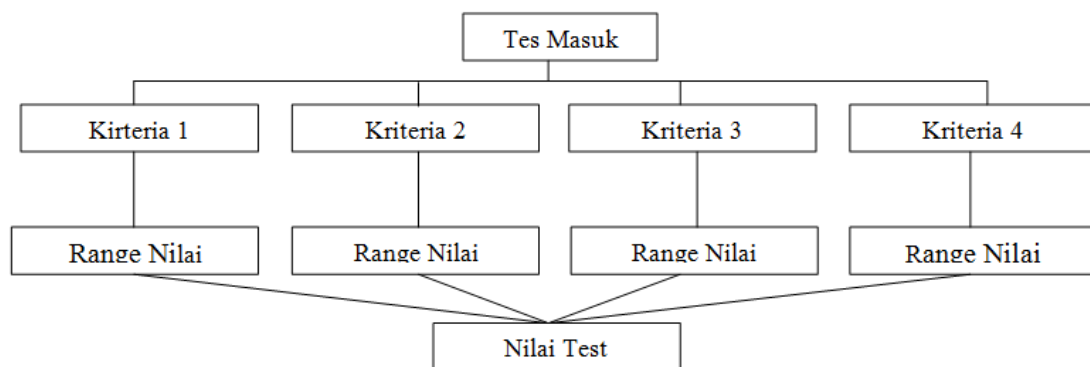 Tes Masuk
Kirteria 1
Kriteria 2
Kriteria 3
Kriteria 4
Range Nilai
Range Nilai
Range Nilai
Range Nilai
Nilai Test